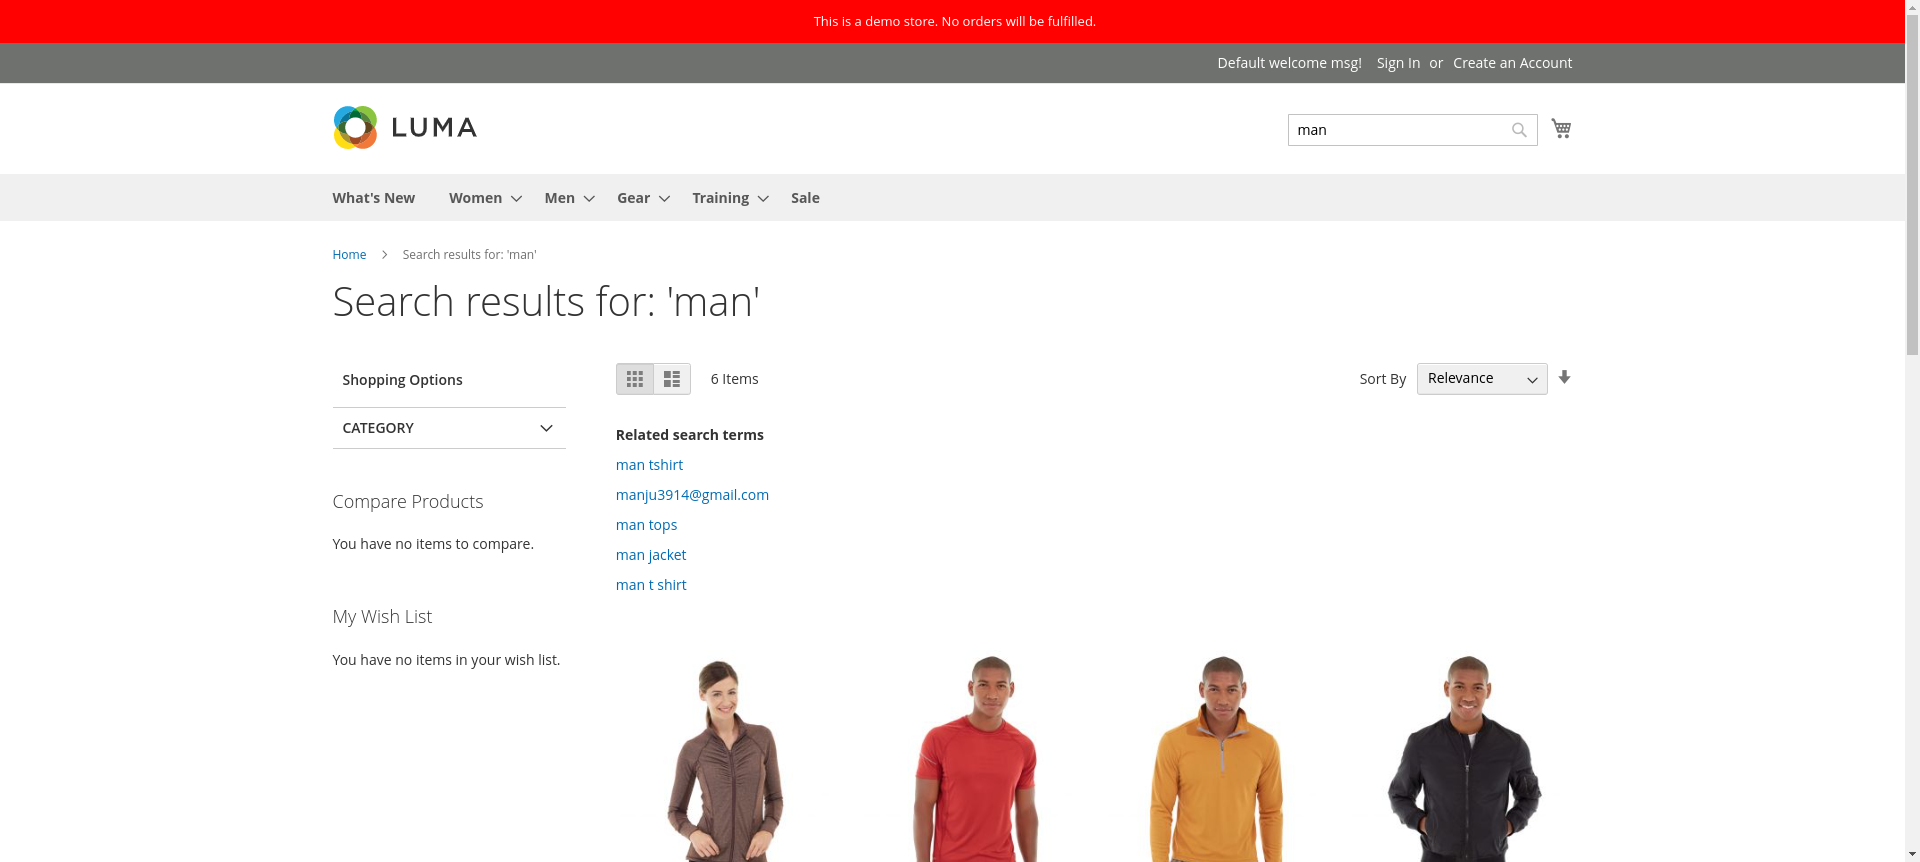 This is a demo store. No orders will be fulfilled.
Default welcome msg! Sign In or Create an Account
LUMA
man
What's New Women Men Gear Training Sale
Home Search results for: 'man'
Search results for: 'man'
Shopping Options
6 Items
Sort By Relevance
CATEGORY
Related search terms
man tshirt
manju3914@gmail.com
man tops
man jacket
man t shirt
Compare Products
You have no items to compare.
My Wish List
You have no items in your wish list.